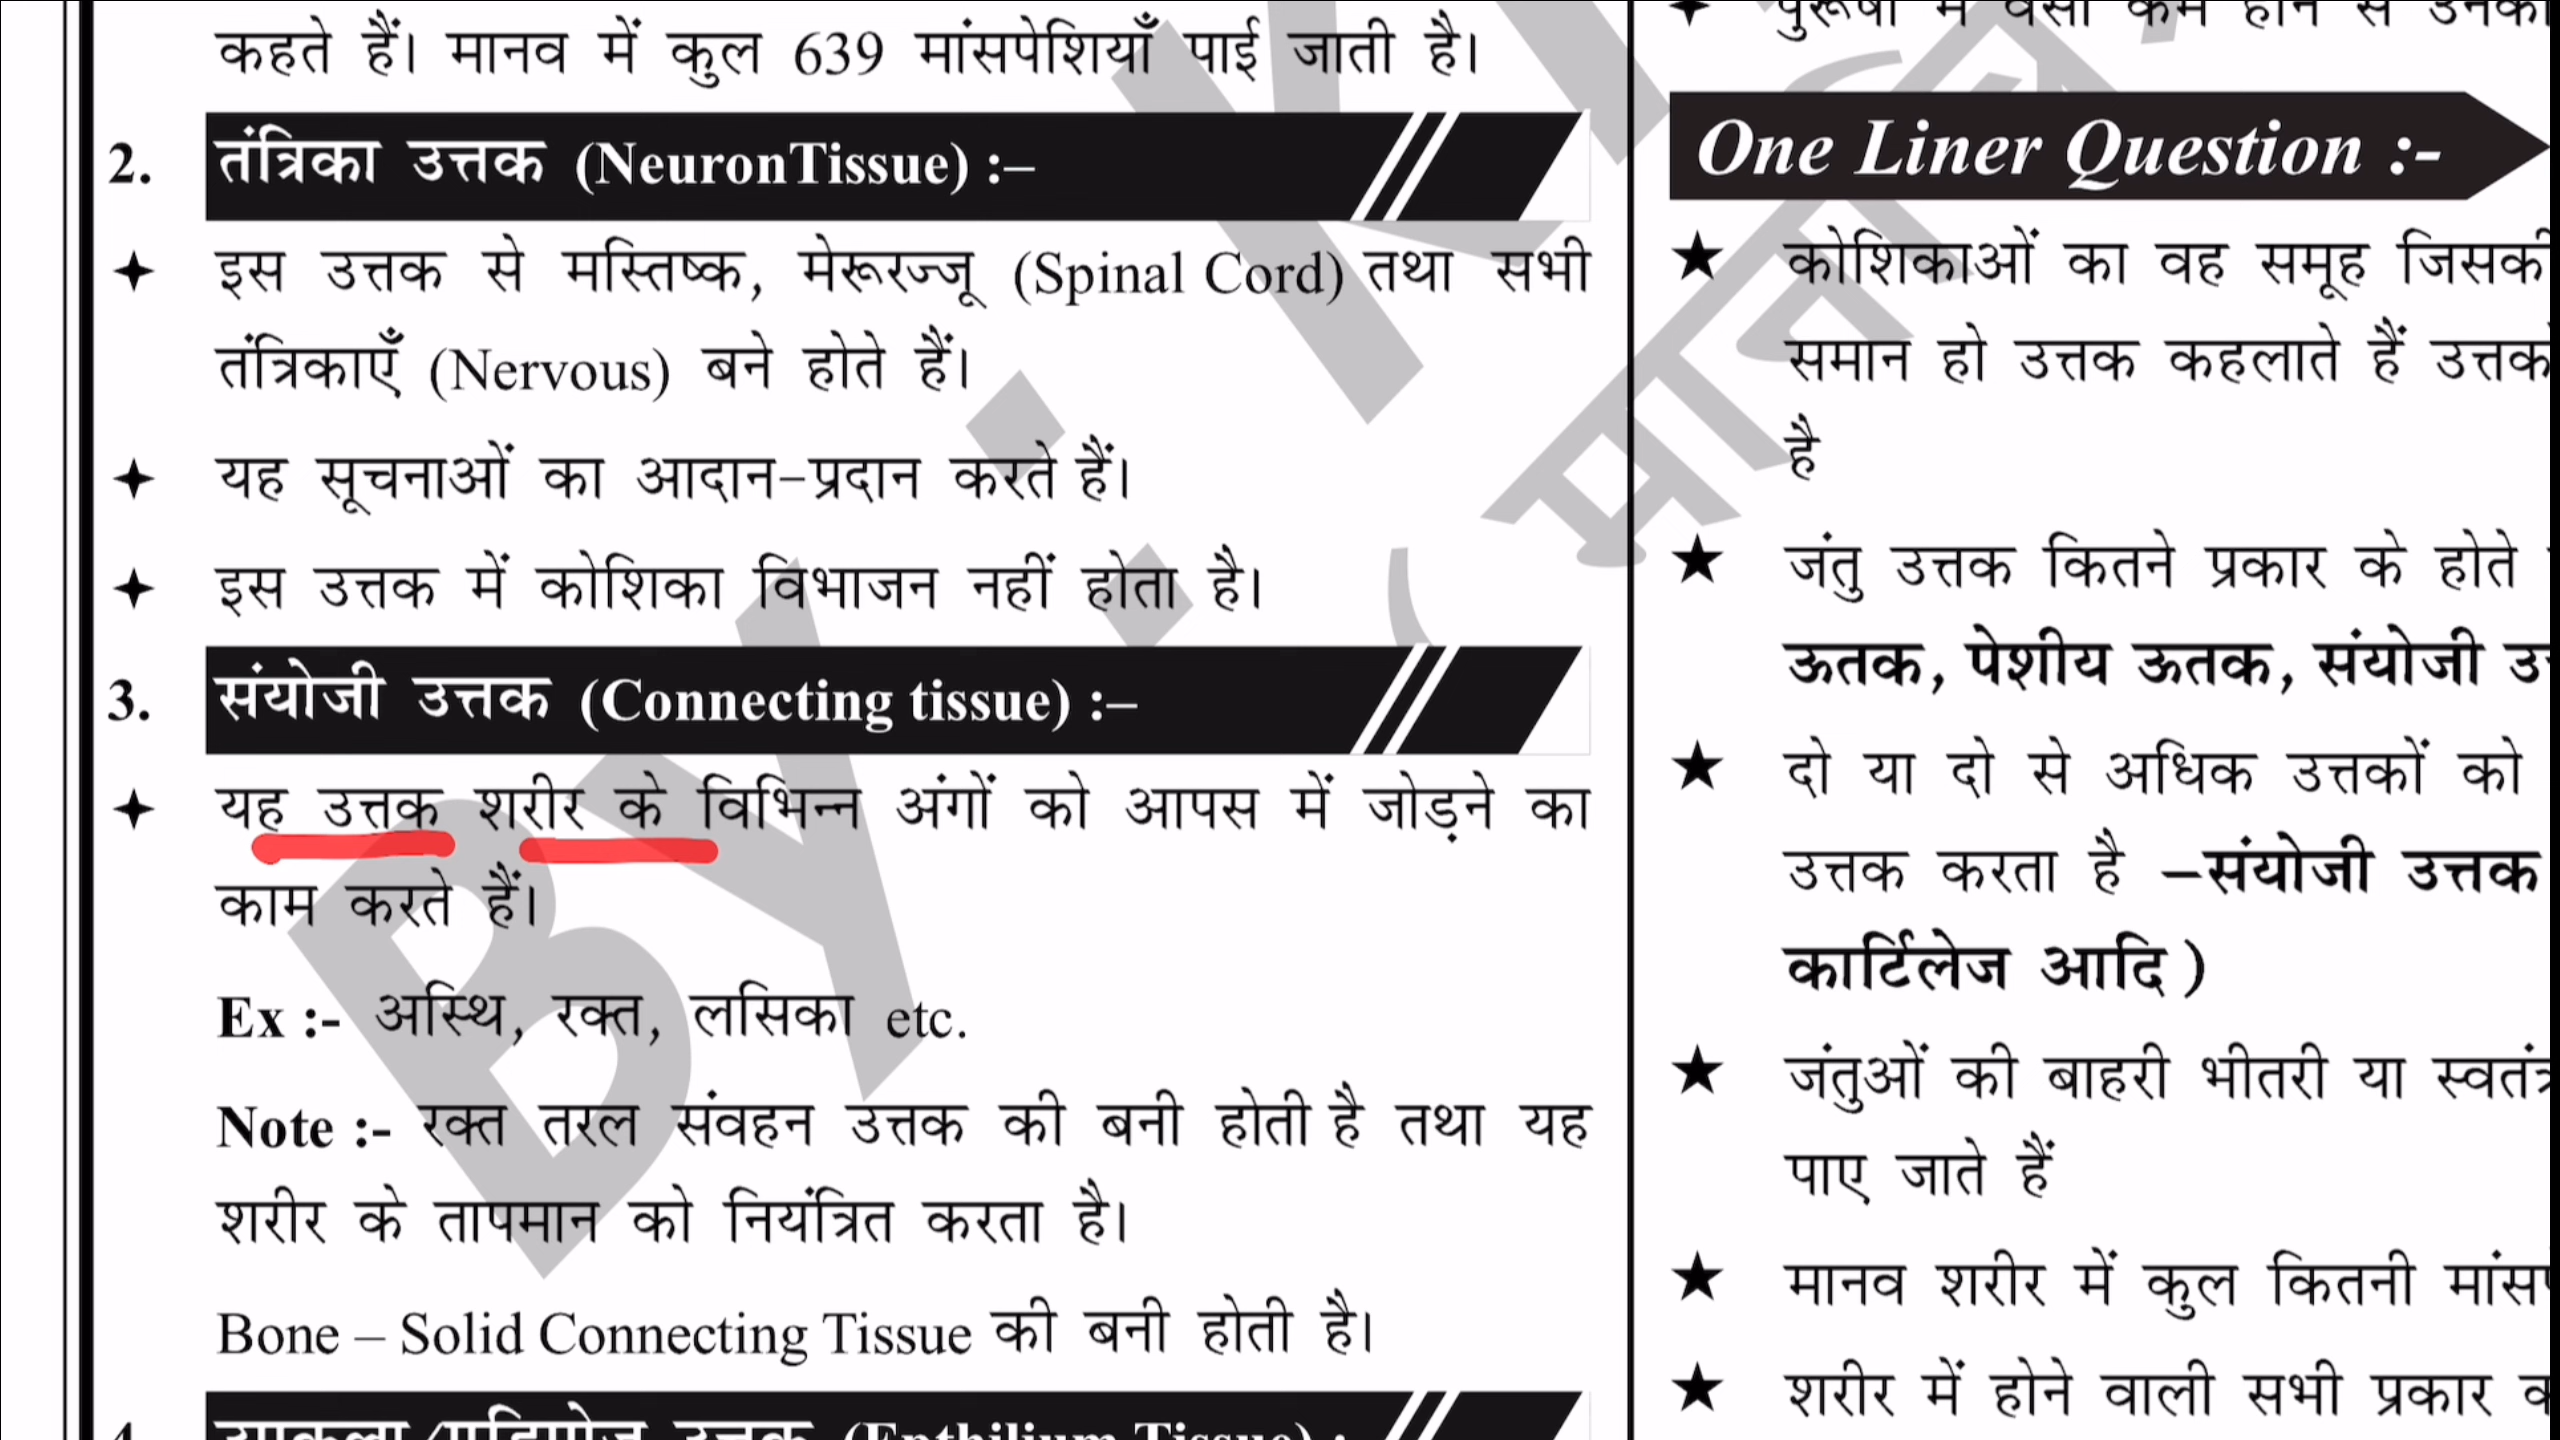 कहते हैं। मानव में कुल 639 मांसपेशियाँ पाई जाती है।
2. तंत्रिका उत्तक (NeuronTissue) :–
इस उत्तक से मस्तिष्क, मेरूरज्जू (Spinal Cord) तथा सभी
तंत्रिकाएँ (Nervous) बने होते हैं।
यह सूचनाओं का आदान-प्रदान करते हैं।
इस उत्तक में कोशिका विभाजन नहीं होता है।
3. संयोजी उत्तक (Connecting tissue) :–
यह उत्तक शरीर के विभिन्न अंगों को आपस में जोड़ने का
काम करते हैं।
Ex :- अस्थि, रक्त, लसिका etc.
Note :- रक्त तरल संवहन उत्तक की बनी होती है तथा यह
शरीर के तापमान को नियंत्रित करता है।
Bone – Solid Connecting Tissue की बनी होती है।
One Liner Question :-
कोशिकाओं का वह समूह जिसकी
समान हो उत्तक कहलाते हैं
है
जंतु उत्तक कितने प्रकार के होते
ऊतक, पेशीय ऊतक, संयोजी
दो या दो से अधिक उत्तकों को
उत्तक करता है –संयोजी उत्तक
कार्टिलेज आदि )
जंतुओं की बाहरी भीतरी या
पाए जाते हैं
मानव शरीर में कुल कितनी
शरीर में होने वाली सभी प्रकार
BY :